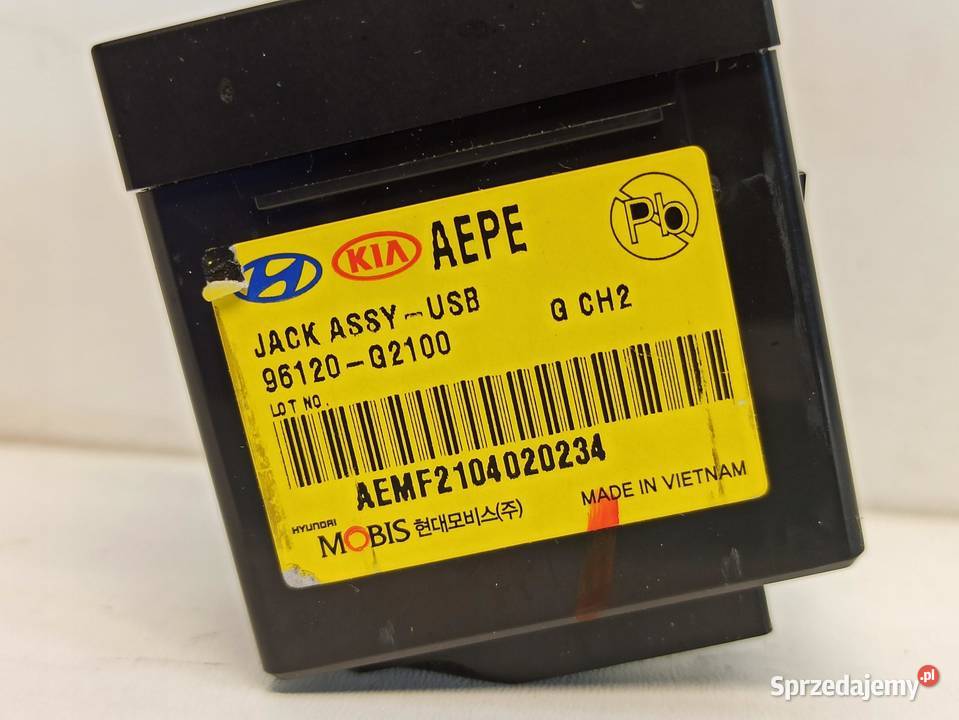 KIA AEPE Pb
JACK ASSY-USB G CH2
96120-G2100
LOT NO.
AEMF2104020234
HYUNDAI
MOBIS 현대모비스(주) MADE IN VIETNAM
Sprzedajemy.pl